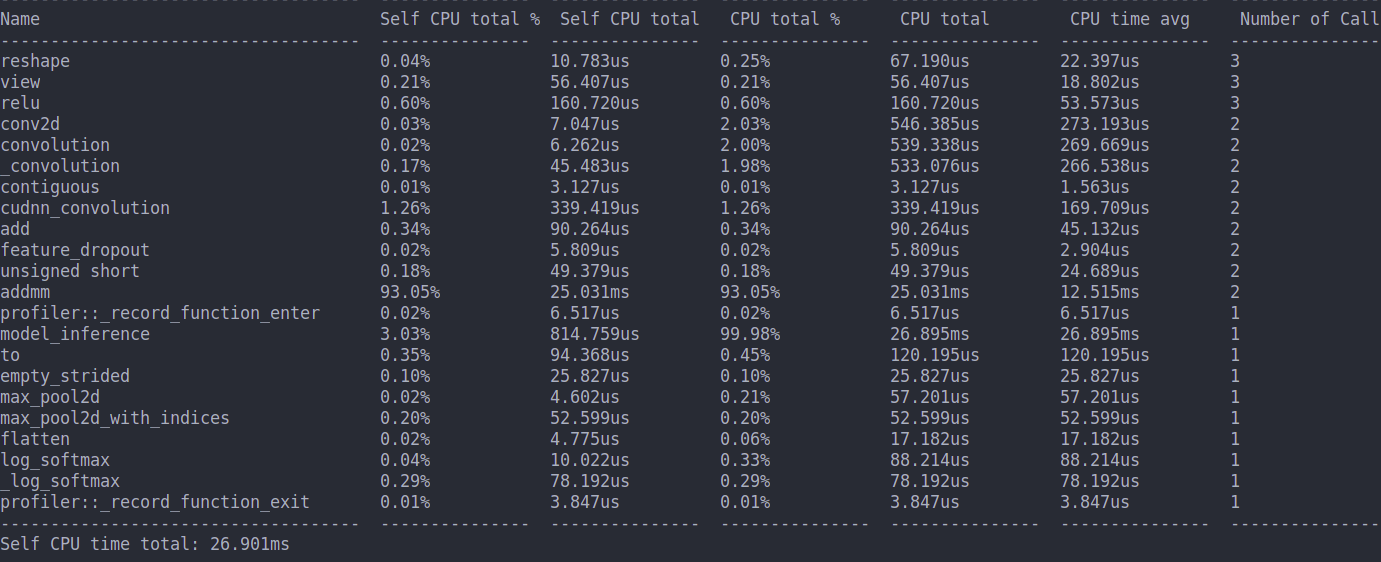 Name Self CPU total % Self CPU total CPU total % CPU total CPU time avg Number of Call
reshape 0.04% 10.783us 0.25% 67.190us 22.397us 3
view 0.21% 56.407us 0.21% 56.407us 18.802us 3
relu 0.60% 160.720us 0.60% 160.720us 53.573us 3
conv2d 0.03% 7.047us 2.03% 546.385us 273.193us 2
convolution 0.02% 6.262us 2.00% 539.338us 269.669us 2
_convolution 0.17% 45.483us 1.98% 533.076us 266.538us 2
contiguous 0.01% 3.127us 0.01% 3.127us 1.563us 2
cudnn_convolution 1.26% 339.419us 1.26% 339.419us 169.709us 2
add 0.34% 90.264us 0.34% 90.264us 45.132us 2
feature_dropout 0.02% 5.809us 0.02% 5.809us 2.904us 2
unsigned short 0.18% 49.379us 0.18% 49.379us 24.689us 2
addmm 93.05% 25.031ms 93.05% 25.031ms 12.515ms 2
profiler::_record_function_enter 0.02% 6.517us 0.02% 6.517us 6.517us 1
model_inference 3.03% 814.759us 99.98% 26.895ms 26.895ms 1
to 0.35% 94.368us 0.45% 120.195us 120.195us 1
empty_strided 0.10% 25.827us 0.10% 25.827us 25.827us 1
max_pool2d 0.02% 4.602us 0.21% 57.201us 57.201us 1
max_pool2d_with_indices 0.20% 52.599us 0.20% 52.599us 52.599us 1
flatten 0.02% 4.775us 0.06% 17.182us 17.182us 1
log_softmax 0.04% 10.022us 0.33% 88.214us 88.214us 1
_log_softmax 0.29% 78.192us 0.29% 78.192us 78.192us 1
profiler::_record_function_exit 0.01% 3.847us 0.01% 3.847us 3.847us 1
Self CPU time total: 26.901ms